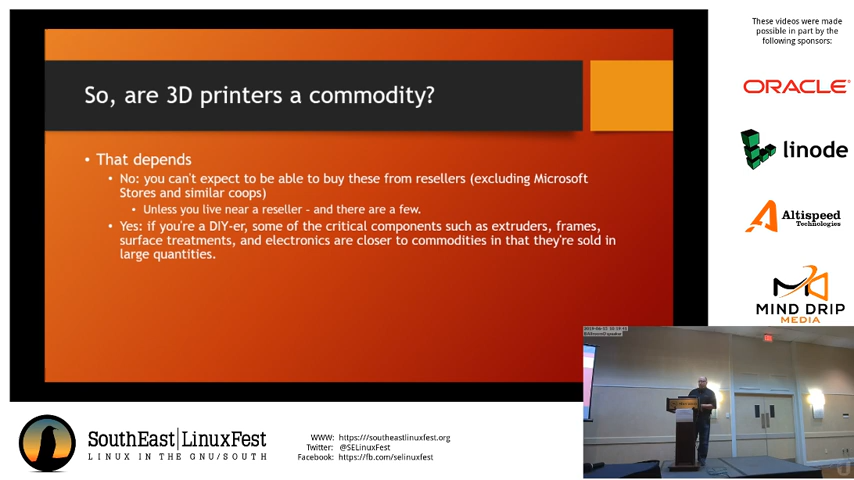 These videos were made
possible in part by the
following sponsors:
So, are 3D printers a commodity?
ORACLE
• That depends
linode
• No: you can't expect to be able to buy these from resellers (excluding Microsoft
Stores and similar coops)
• Unless you live near a reseller – and there are a few.
Altispeed
Technologies
• Yes: if you're a DIY-er, some of the critical components such as extruders, frames,
surface treatments, and electronics are closer to commodities in that they're sold in
large quantities.
MIND DRIP
MEDIA
SouthEast|LinuxFest
LINUX IN THE GNU/SOUTH
WWW: https:///southeastlinuxfest.org
Twitter: @SELinuxFest
Facebook: https://fb.com/selinuxfest